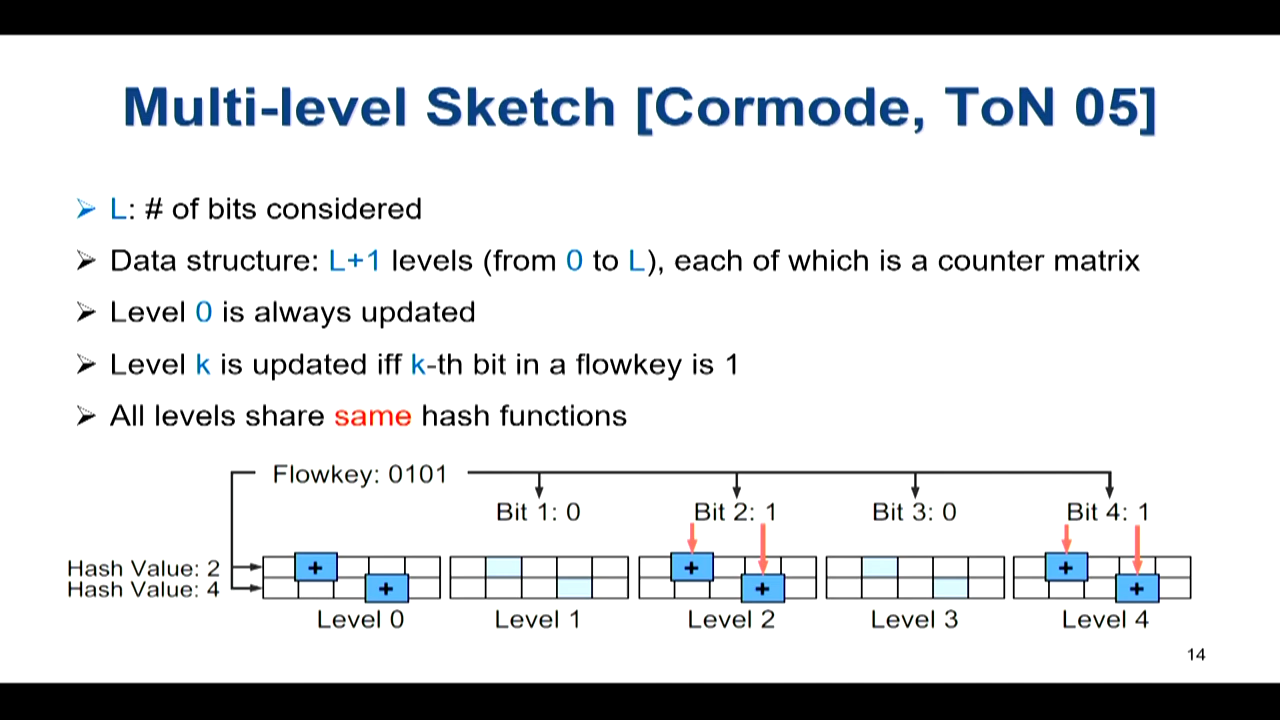 Multi-level Sketch [Cormode, ToN 05]
L: # of bits considered
Data structure: L+1 levels (from 0 to L), each of which is a counter matrix
Level 0 is always updated
Level k is updated iff k-th bit in a flowkey is 1
All levels share same hash functions
Flowkey: 0101
Bit 1: 0 Bit 2: 1 Bit 3: 0 Bit 4: 1
Hash Value: 2 + + +
Hash Value: 4 + + +
Level 0 Level 1 Level 2 Level 3 Level 4
14